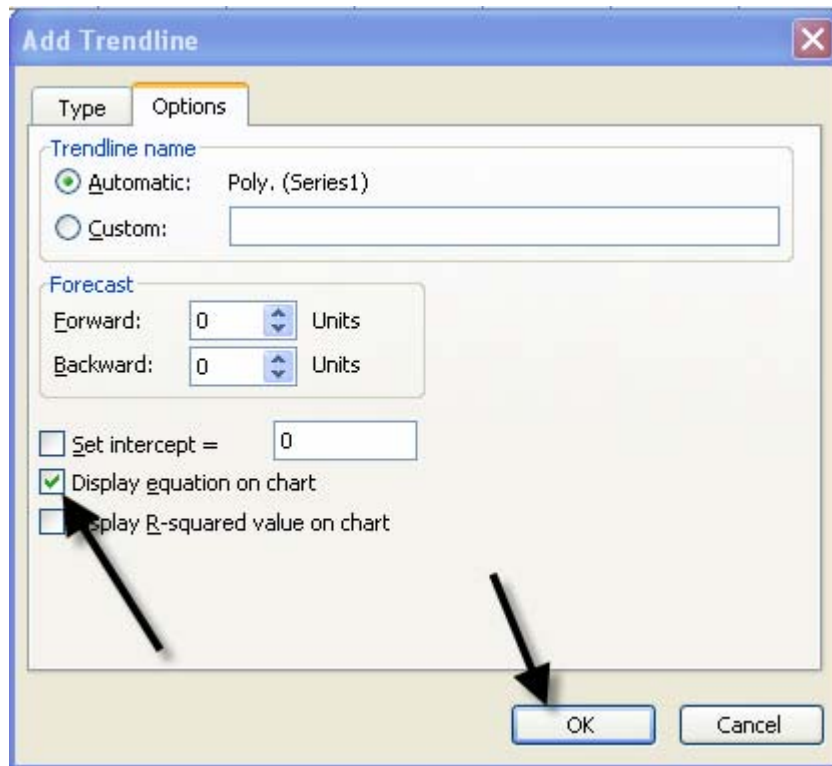 Add Trendline
Type Options
Trendline name
Automatic: Poly. (Series1)
Custom:
Forecast
Forward: 0 Units
Backward: 0 Units
Set intercept = 0
Display equation on chart
R-squared value on chart
OK Cancel